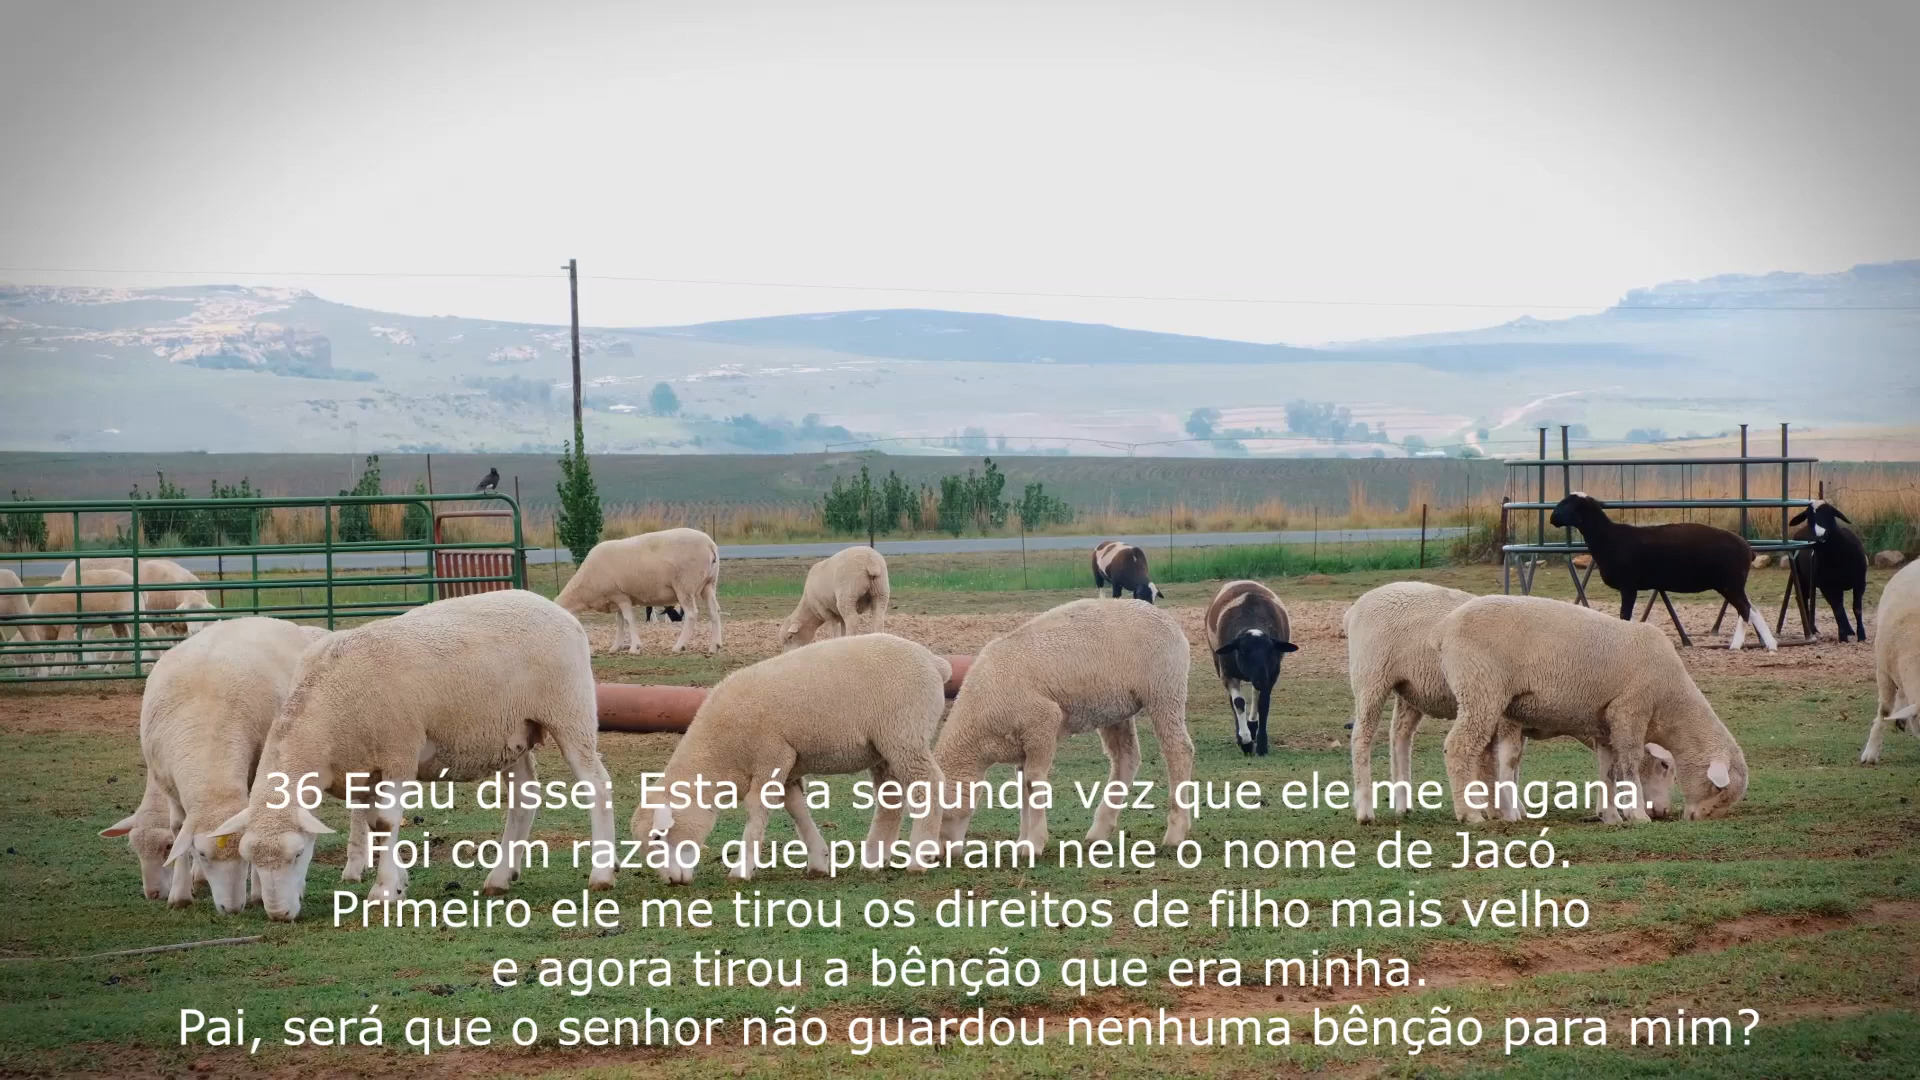 36 Esaú disse: Esta é a segunda vez que ele me engana.
Foi com razão que puseram nele o nome de Jacó.
Primeiro ele me tirou os direitos de filho mais velho
e agora tirou a bênção que era minha.
Pai, será que o senhor não guardou nenhuma bênção para mim?